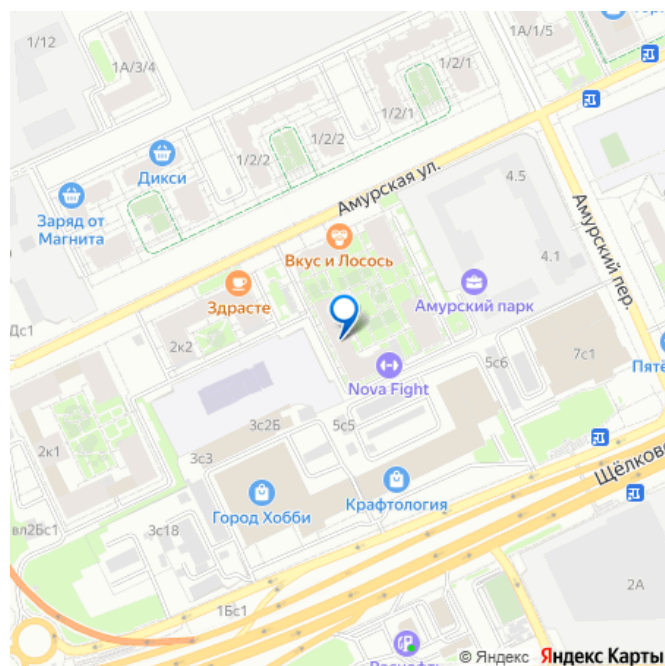 1/12
1А/3/4
1/2/1
1/2/1
1А/1/5
1/2/2
1/2/2
Дикси
Заряд от
Магнита
Амурская ул.
4.5
4.1
Амурский пер.
Вкус и Лосось
Здрасте
Амурский парк
Дс1
2к2
Nova Fight
5с6
7с1
2к1
3с3
3с2Б
5с5
Щёлково
Город Хобби
Крафтология
вл2Бс1
3с18
1Бс1
2А
© Яндекс Яндекс Карты